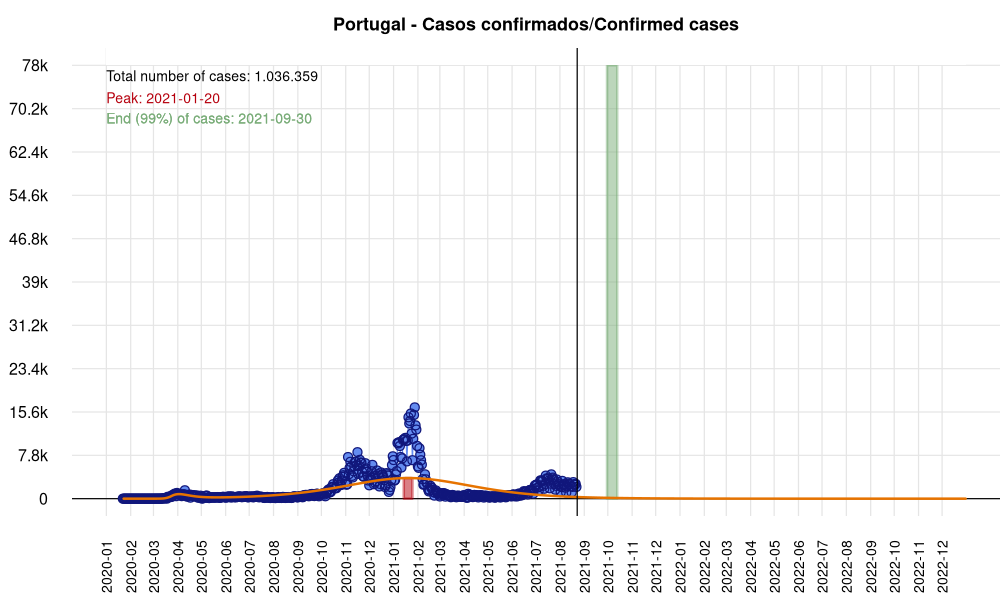 Portugal - Casos confirmados/Confirmed cases
78k
Total number of cases: 1.036.359
Peak: 2021-01-20
70.2k
End (99%) of cases: 2021-09-30
62.4k
54.6k
46.8k
39k
31.2k
23.4k
15.6k
7.8k
0
2020-01
2020-02
2020-03
2020-04
2020-05
2020-06
2020-07
2020-08
2020-09
2020-10
2020-11
2020-12
2021-01
2021-02
2021-03
2021-04
2021-05
2021-06
2021-07
2021-08
2021-09
2021-10
2021-11
2021-12
2022-01
2022-02
2022-03
2022-04
2022-05
2022-06
2022-07
2022-08
2022-09
2022-10
2022-11
2022-12